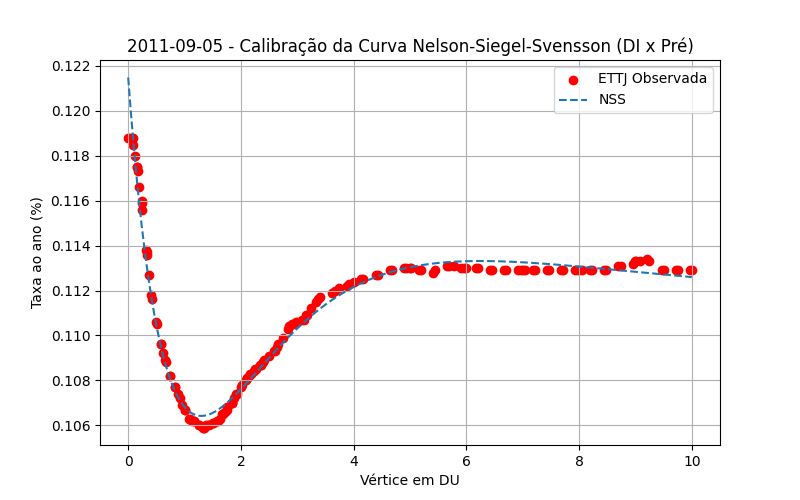 2011-09-05 - Calibração da Curva Nelson-Siegel-Svensson (DI x Pré)
ETTJ Observada
NSS
Taxa ao ano (%)
0.122
0.120
0.118
0.116
0.114
0.112
0.110
0.108
0.106
0 2 4 6 8 10
Vértice em DU